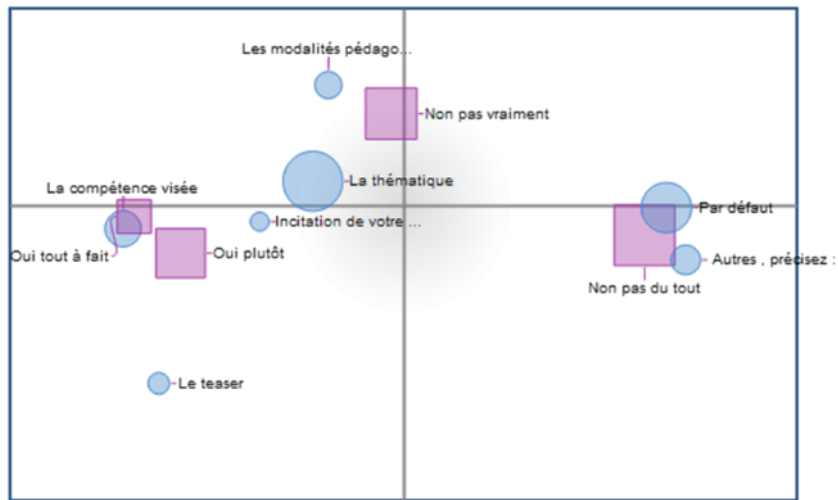 Les modalités pédago...
Non pas vraiment
La thématique
La compétence visée
Par défaut
Incitation de votre ...
Oui tout à fait
Oui plutôt
Autres , précisez :
Non pas du tout
Le teaser